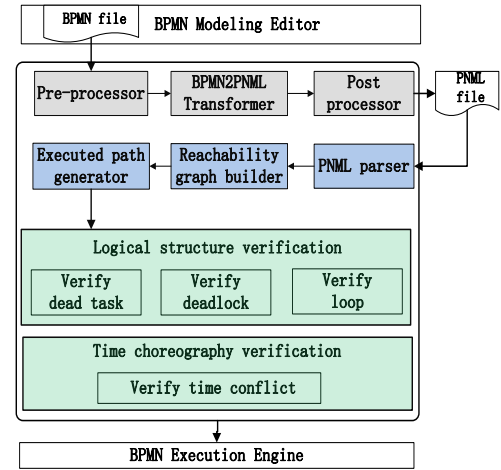 BPMN file
BPMN Modeling Editor
Pre-processor
BPMN2PNML
Transformer
Post
processor
PNML
file
Executed path
generator
Reachability
graph builder
PNML parser
Logical structure verification
Verify
dead task
Verify
deadlock
Verify
loop
Time choreography verification
Verify time conflict
BPMN Execution Engine